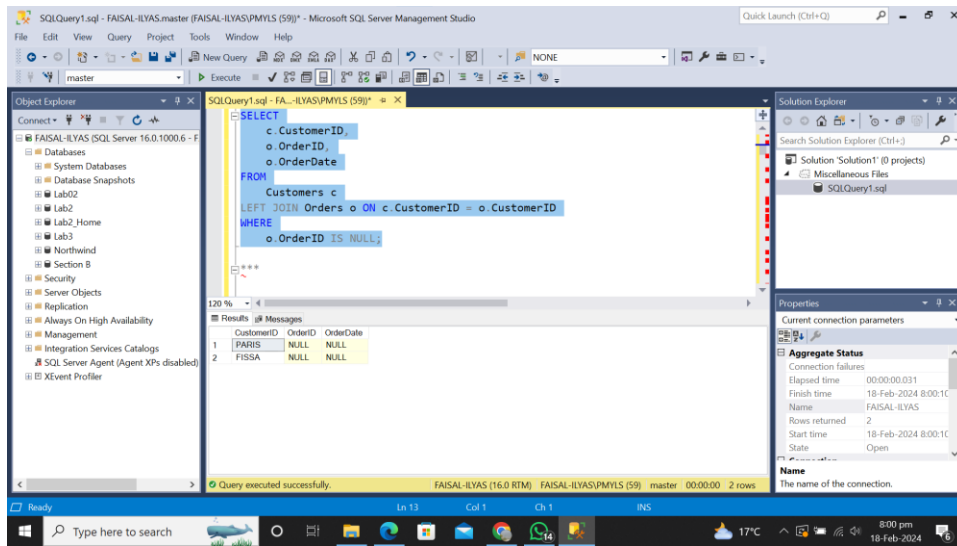 SQLQuery1.sql - FAISAL-ILYAS.master (FAISAL-ILYAS\PMYLS (59))* - Microsoft SQL Server Management Studio
Quick Launch (Ctrl+Q)
File Edit View Query Project Tools Window Help
New Query
NONE
master
Execute
Object Explorer
Connect
FAISAL-ILYAS (SQL Server 16.0.1000.6 - F
Databases
System Databases
Database Snapshots
Lab02
Lab2
Lab2_Home
Lab3
Northwind
Section B
Security
Server Objects
Replication
Always On High Availability
Management
Integration Services Catalogs
SQL Server Agent (Agent XPs disabled)
XEvent Profiler
SQLQuery1.sql - FA...-ILYAS\PMYLS (59))*
SELECT
c.CustomerID,
o.OrderID,
o.OrderDate
FROM
Customers c
LEFT JOIN Orders o ON c.CustomerID = o.CustomerID
WHERE
o.OrderID IS NULL;
***
120 %
Results Messages
CustomerID OrderID OrderDate
1 PARIS NULL NULL
2 FISSA NULL NULL
Query executed successfully.
FAISAL-ILYAS (16.0 RTM) FAISAL-ILYAS\PMYLS (59) master 00:00:00 2 rows
Solution Explorer
Search Solution Explorer (Ctrl+;)
Solution 'Solution1' (0 projects)
Miscellaneous Files
SQLQuery1.sql
Properties
Current connection parameters
Aggregate Status
Connection failures
Elapsed time 00:00:00.031
Finish time 18-Feb-2024 8:00:10
Name FAISAL-ILYAS
Rows returned 2
Start time 18-Feb-2024 8:00:10
State Open
Name
The name of the connection.
Ready Ln 13 Col 1 Ch 1 INS
Type here to search
14
17°C
8:00 pm
18-Feb-2024
6